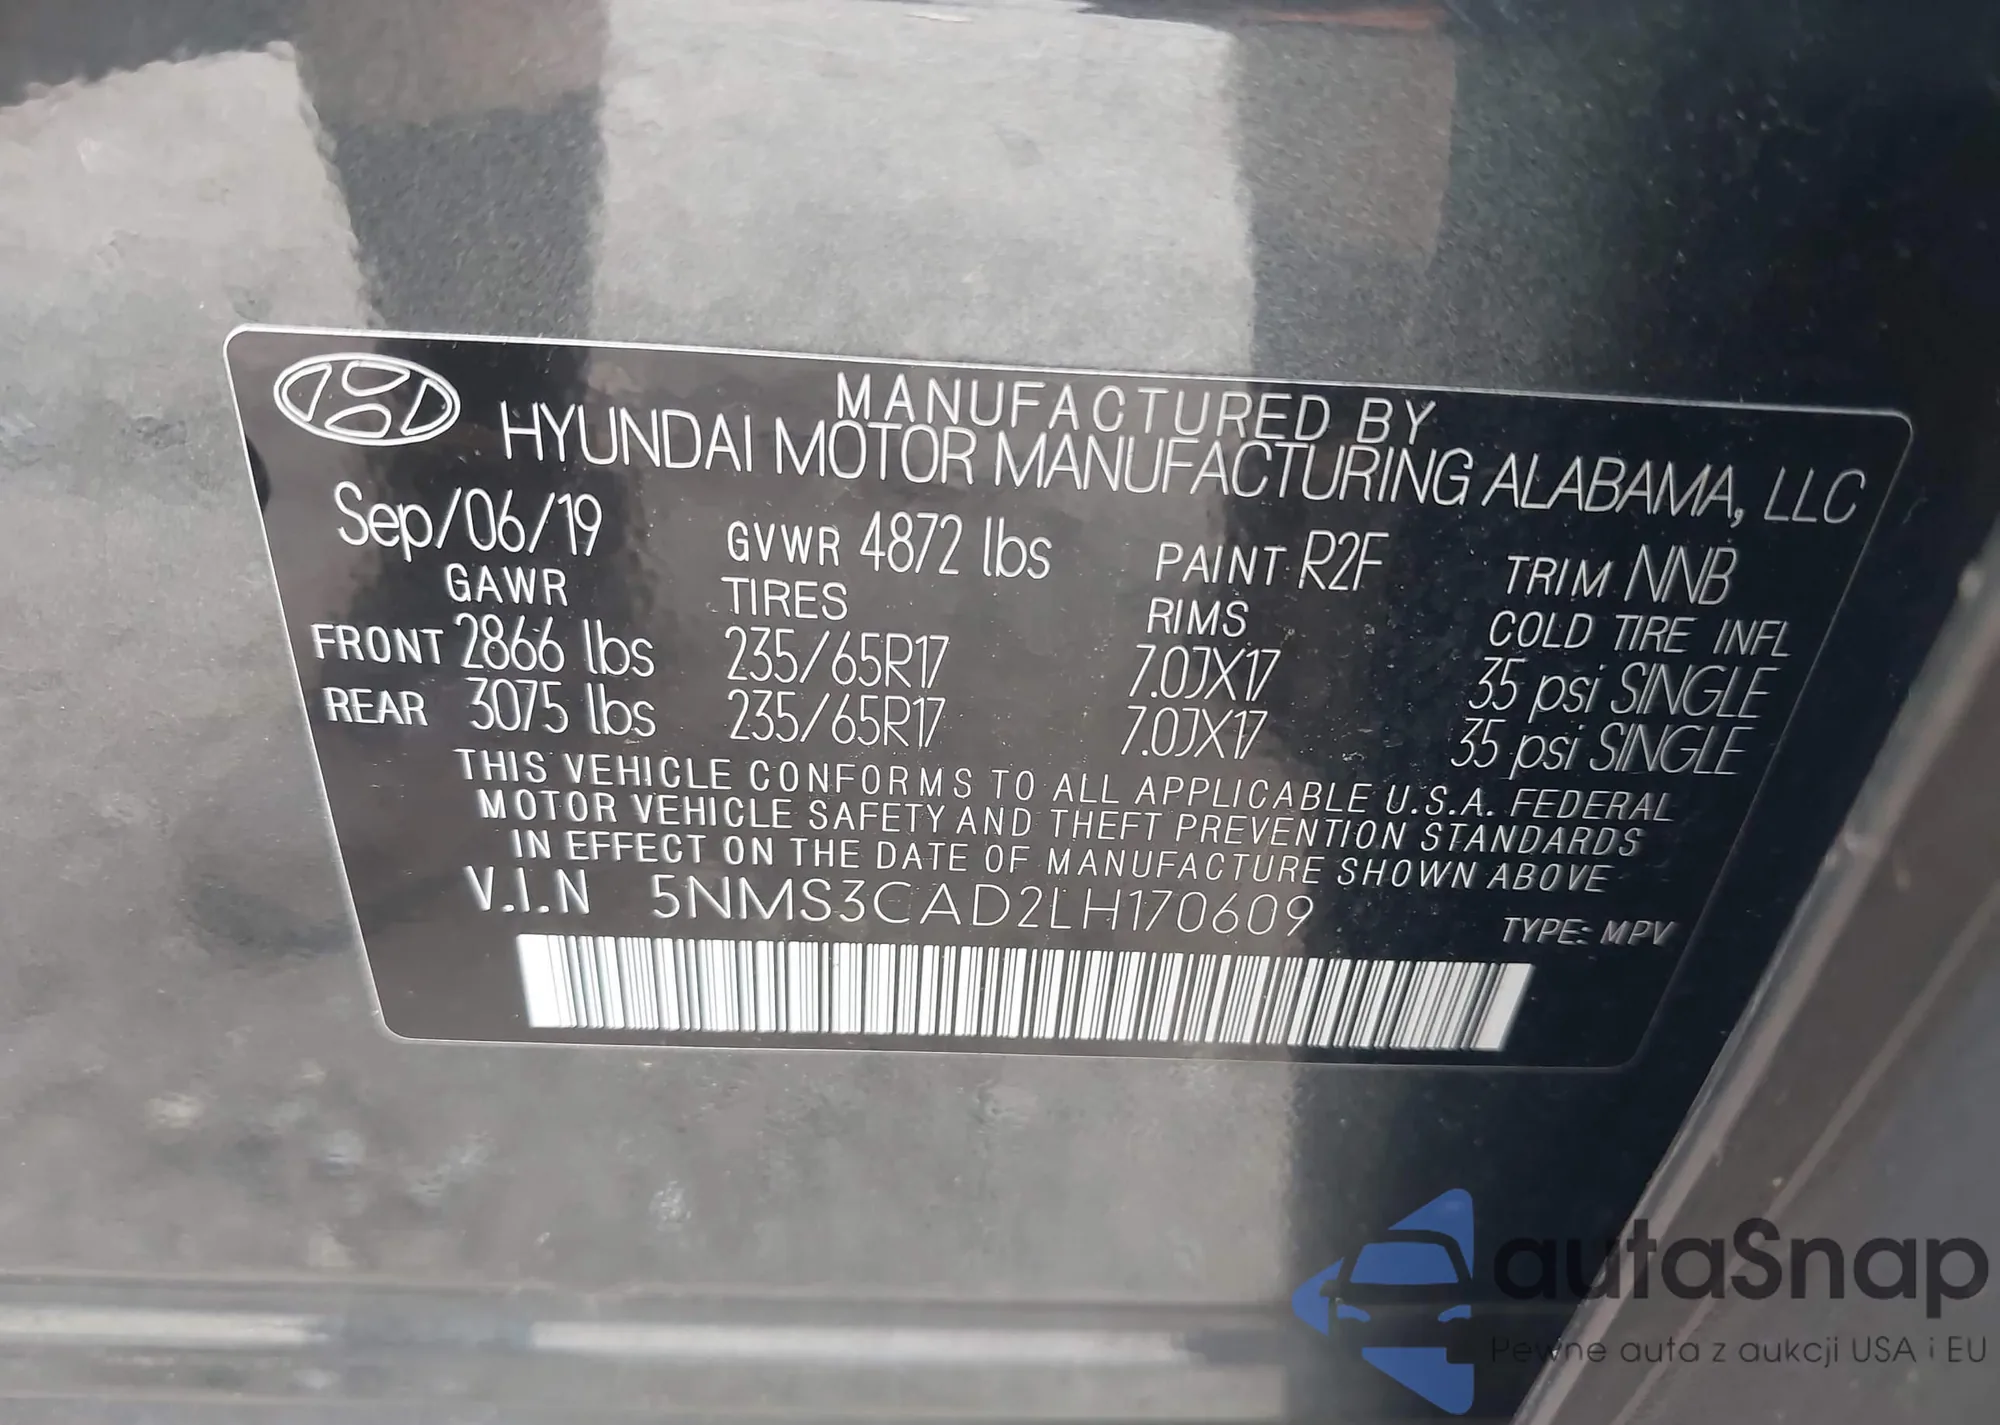 MANUFACTURED BY
HYUNDAI MOTOR MANUFACTURING ALABAMA, LLC
Sep/06/19 GVWR 4872 lbs PAINT R2F TRIM NNB
GAWR TIRES RIMS COLD TIRE INFL
FRONT 2866 lbs 235/65R17 7.0JX17 35 psi SINGLE
REAR 3075 lbs 235/65R17 7.0JX17 35 psi SINGLE
THIS VEHICLE CONFORMS TO ALL APPLICABLE U.S.A. FEDERAL
MOTOR VEHICLE SAFETY AND THEFT PREVENTION STANDARDS
IN EFFECT ON THE DATE OF MANUFACTURE SHOWN ABOVE
V.I.N 5NMS3CAD2LH170609 TYPE: MPV
autoSnap
Pewne auta z aukcji USA i EU